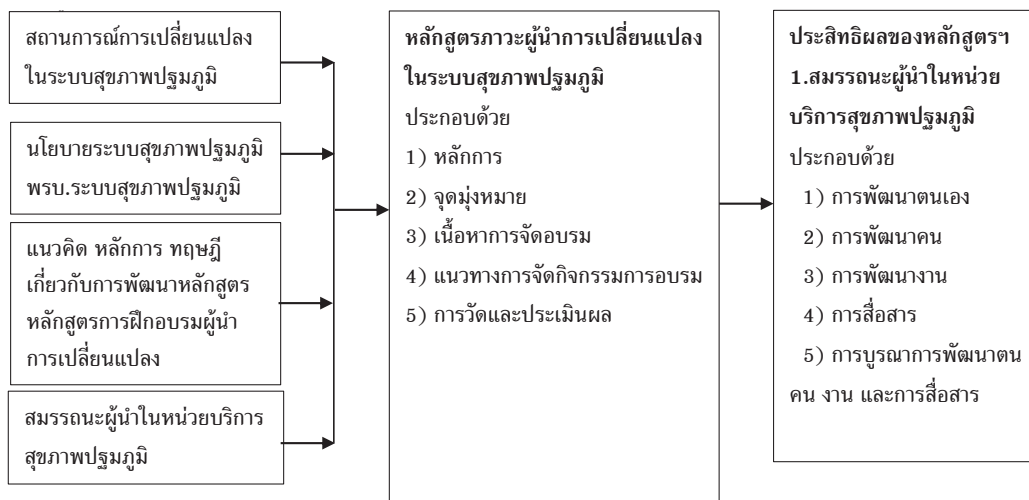 สถานการณ์การเปลี่ยนแปลง
ในระบบสุขภาพปฐมภูมิ
นโยบายระบบสุขภาพปฐมภูมิ
พรบ.ระบบสุขภาพปฐมภูมิ
แนวคิด หลักการ ทฤษฎี
เกี่ยวกับการพัฒนาหลักสูตร
หลักสูตรการฝึกอบรมผู้นำ
การเปลี่ยนแปลง
สมรรถนะผู้นำในหน่วยบริการ
สุขภาพปฐมภูมิ
หลักสูตรภาวะผู้นำการเปลี่ยนแปลง
ในระบบสุขภาพปฐมภูมิ
ประกอบด้วย
1) หลักการ
2) จุดมุ่งหมาย
3) เนื้อหาการจัดอบรม
4) แนวทางการจัดกิจกรรมการอบรม
5) การวัดและประเมินผล
ประสิทธิผลของหลักสูตรฯ
1.สมรรถนะผู้นำในหน่วย
บริการสุขภาพปฐมภูมิ
ประกอบด้วย
1) การพัฒนาตนเอง
2) การพัฒนาคน
3) การพัฒนางาน
4) การสื่อสาร
5) การบูรณาการพัฒนาตน
คน งาน และการสื่อสาร